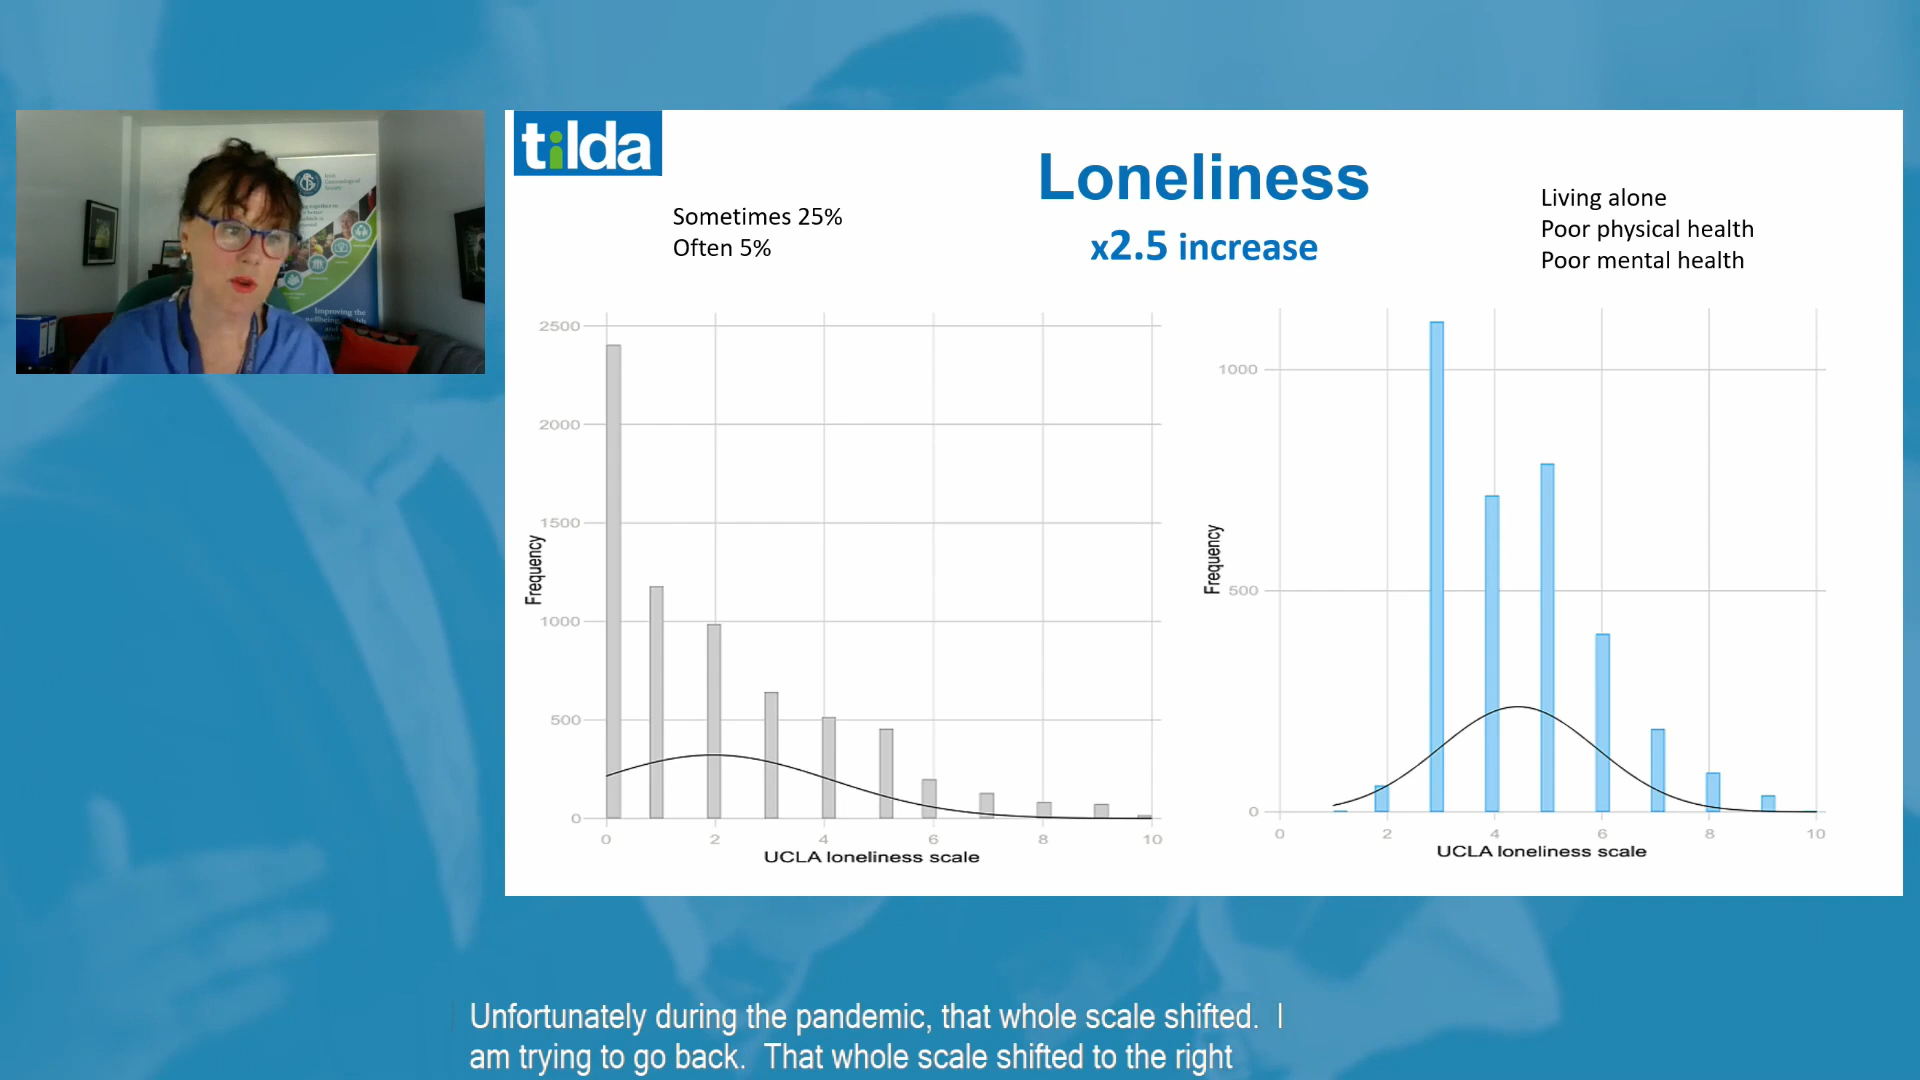 tilda
Loneliness
x2.5 increase
Sometimes 25%
Often 5%
Living alone
Poor physical health
Poor mental health
2500
2000
1500
1000
500
0
Frequency
0 2 4 6 8 10
UCLA loneliness scale
1000
500
0
Frequency
0 2 4 6 8 10
UCLA loneliness scale
Improving the
Unfortunately during the pandemic, that whole scale shifted. I
am trying to go back. That whole scale shifted to the right